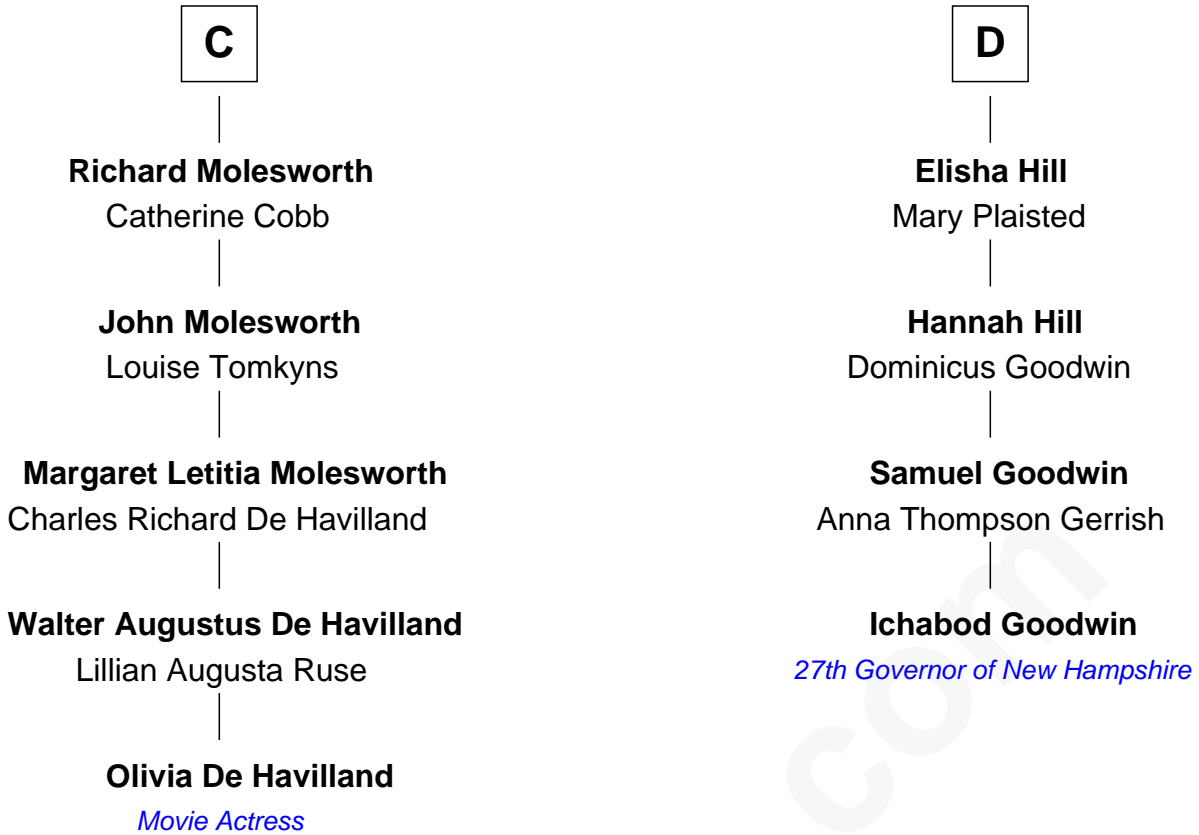 C
Richard Molesworth
Catherine Cobb
John Molesworth
Louise Tomkyns
Margaret Letitia Molesworth
Charles Richard De Havilland
Walter Augustus De Havilland
Lillian Augusta Ruse
Olivia De Havilland
Movie Actress
D
Elisha Hill
Mary Plaisted
Hannah Hill
Dominicus Goodwin
Samuel Goodwin
Anna Thompson Gerrish
Ichabod Goodwin
27th Governor of New Hampshire
com